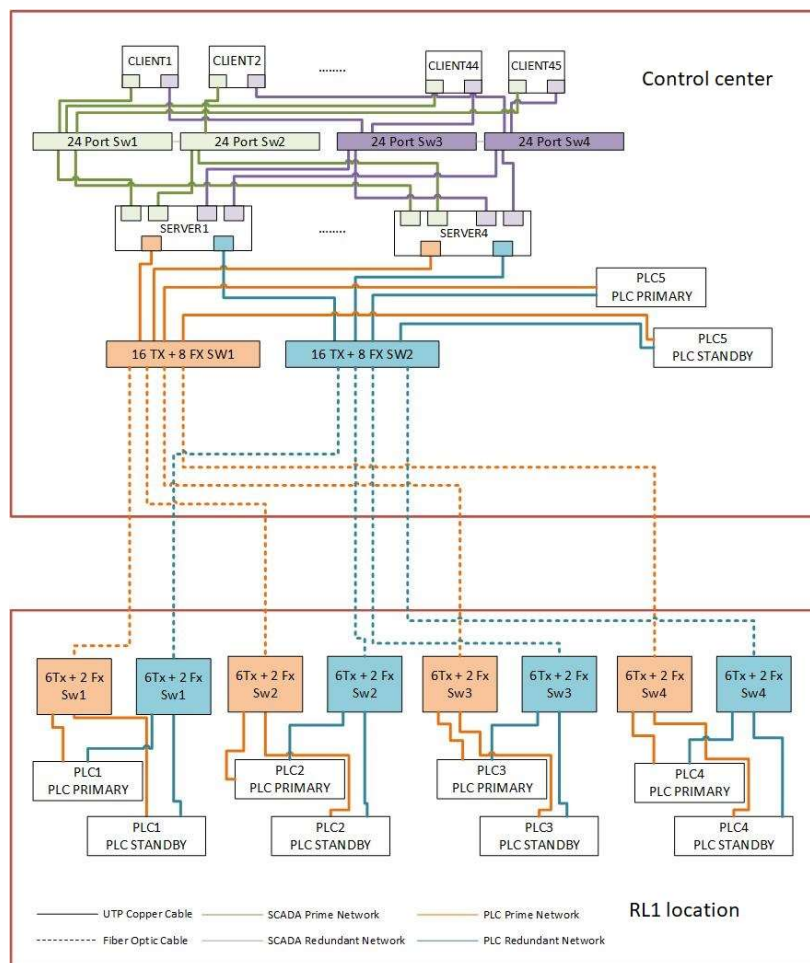 CLIENT1
CLIENT2
........
CLIENT44
CLIENT45
Control center
24 Port Sw1
24 Port Sw2
24 Port Sw3
24 Port Sw4
SERVER1
........
SERVER4
PLC5
PLC PRIMARY
PLC5
PLC STANDBY
16 TX + 8 FX SW1
16 TX + 8 FX SW2
6Tx + 2 Fx
Sw1
6Tx + 2 Fx
Sw1
6Tx + 2 Fx
Sw2
6Tx + 2 Fx
Sw2
6Tx + 2 Fx
Sw3
6Tx + 2 Fx
Sw3
6Tx + 2 Fx
Sw4
6Tx + 2 Fx
Sw4
PLC1
PLC PRIMARY
PLC2
PLC PRIMARY
PLC3
PLC PRIMARY
PLC4
PLC PRIMARY
PLC1
PLC STANDBY
PLC2
PLC STANDBY
PLC3
PLC STANDBY
PLC4
PLC STANDBY
UTP Copper Cable
SCADA Prime Network
PLC Prime Network
RL1 location
Fiber Optic Cable
SCADA Redundant Network
PLC Redundant Network